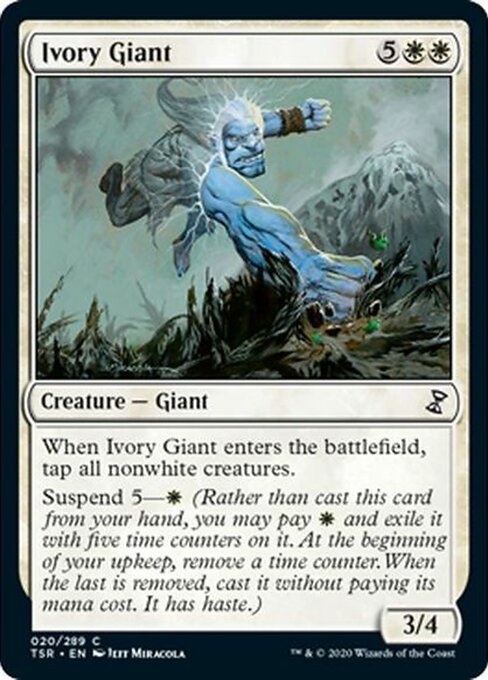 Ivory Giant 5
Creature — Giant
When Ivory Giant enters the battlefield,
tap all nonwhite creatures.
Suspend 5— (Rather than cast this card
from your hand, you may pay and exile it
with five time counters on it. At the beginning
of your upkeep, remove a time counter. When
the last is removed, cast it without paying its
mana cost. It has haste.)
3/4
020/289 C
TSR • EN Jeff Miracola
™ & © 2020 Wizards of the Coast